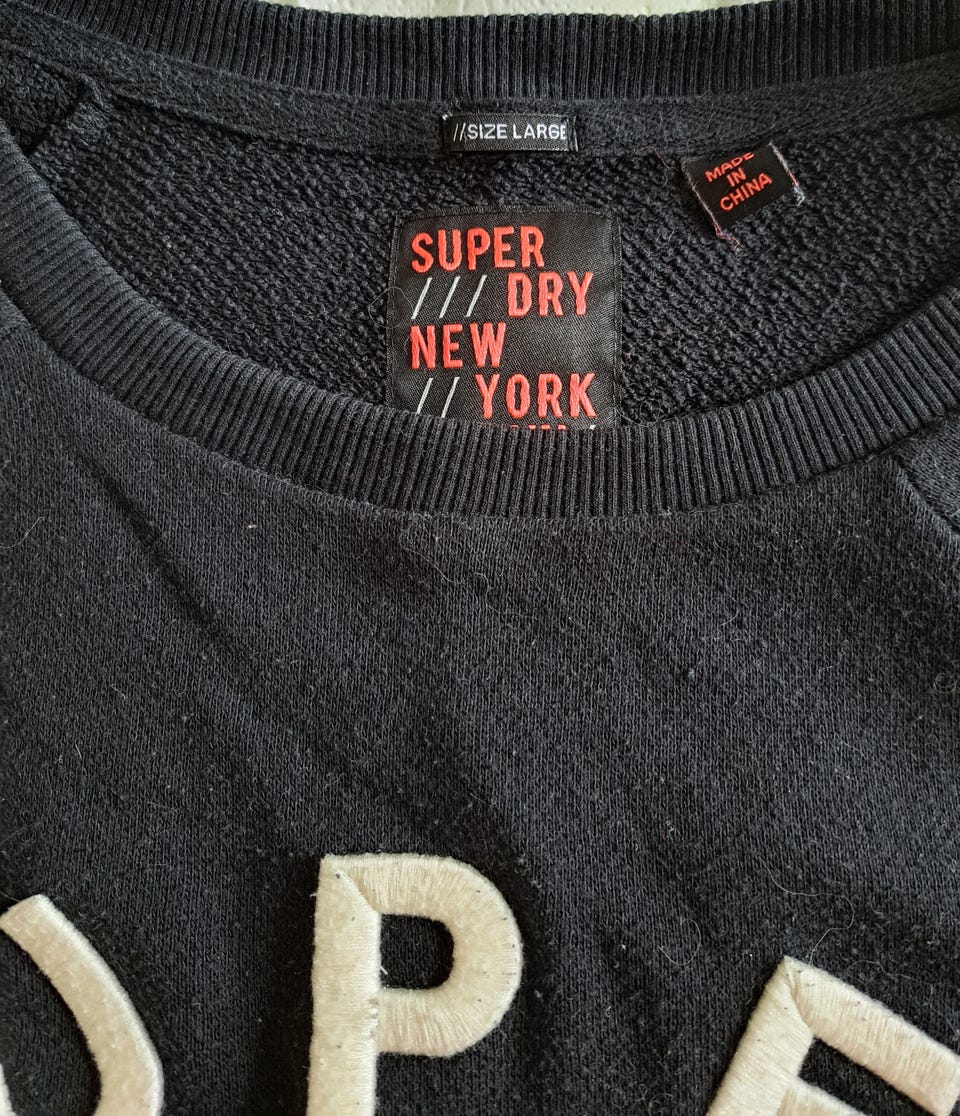 //SIZE LARGE
MADE
IN
CHINA
SUPER
/// DRY
NEW
// YORK
P